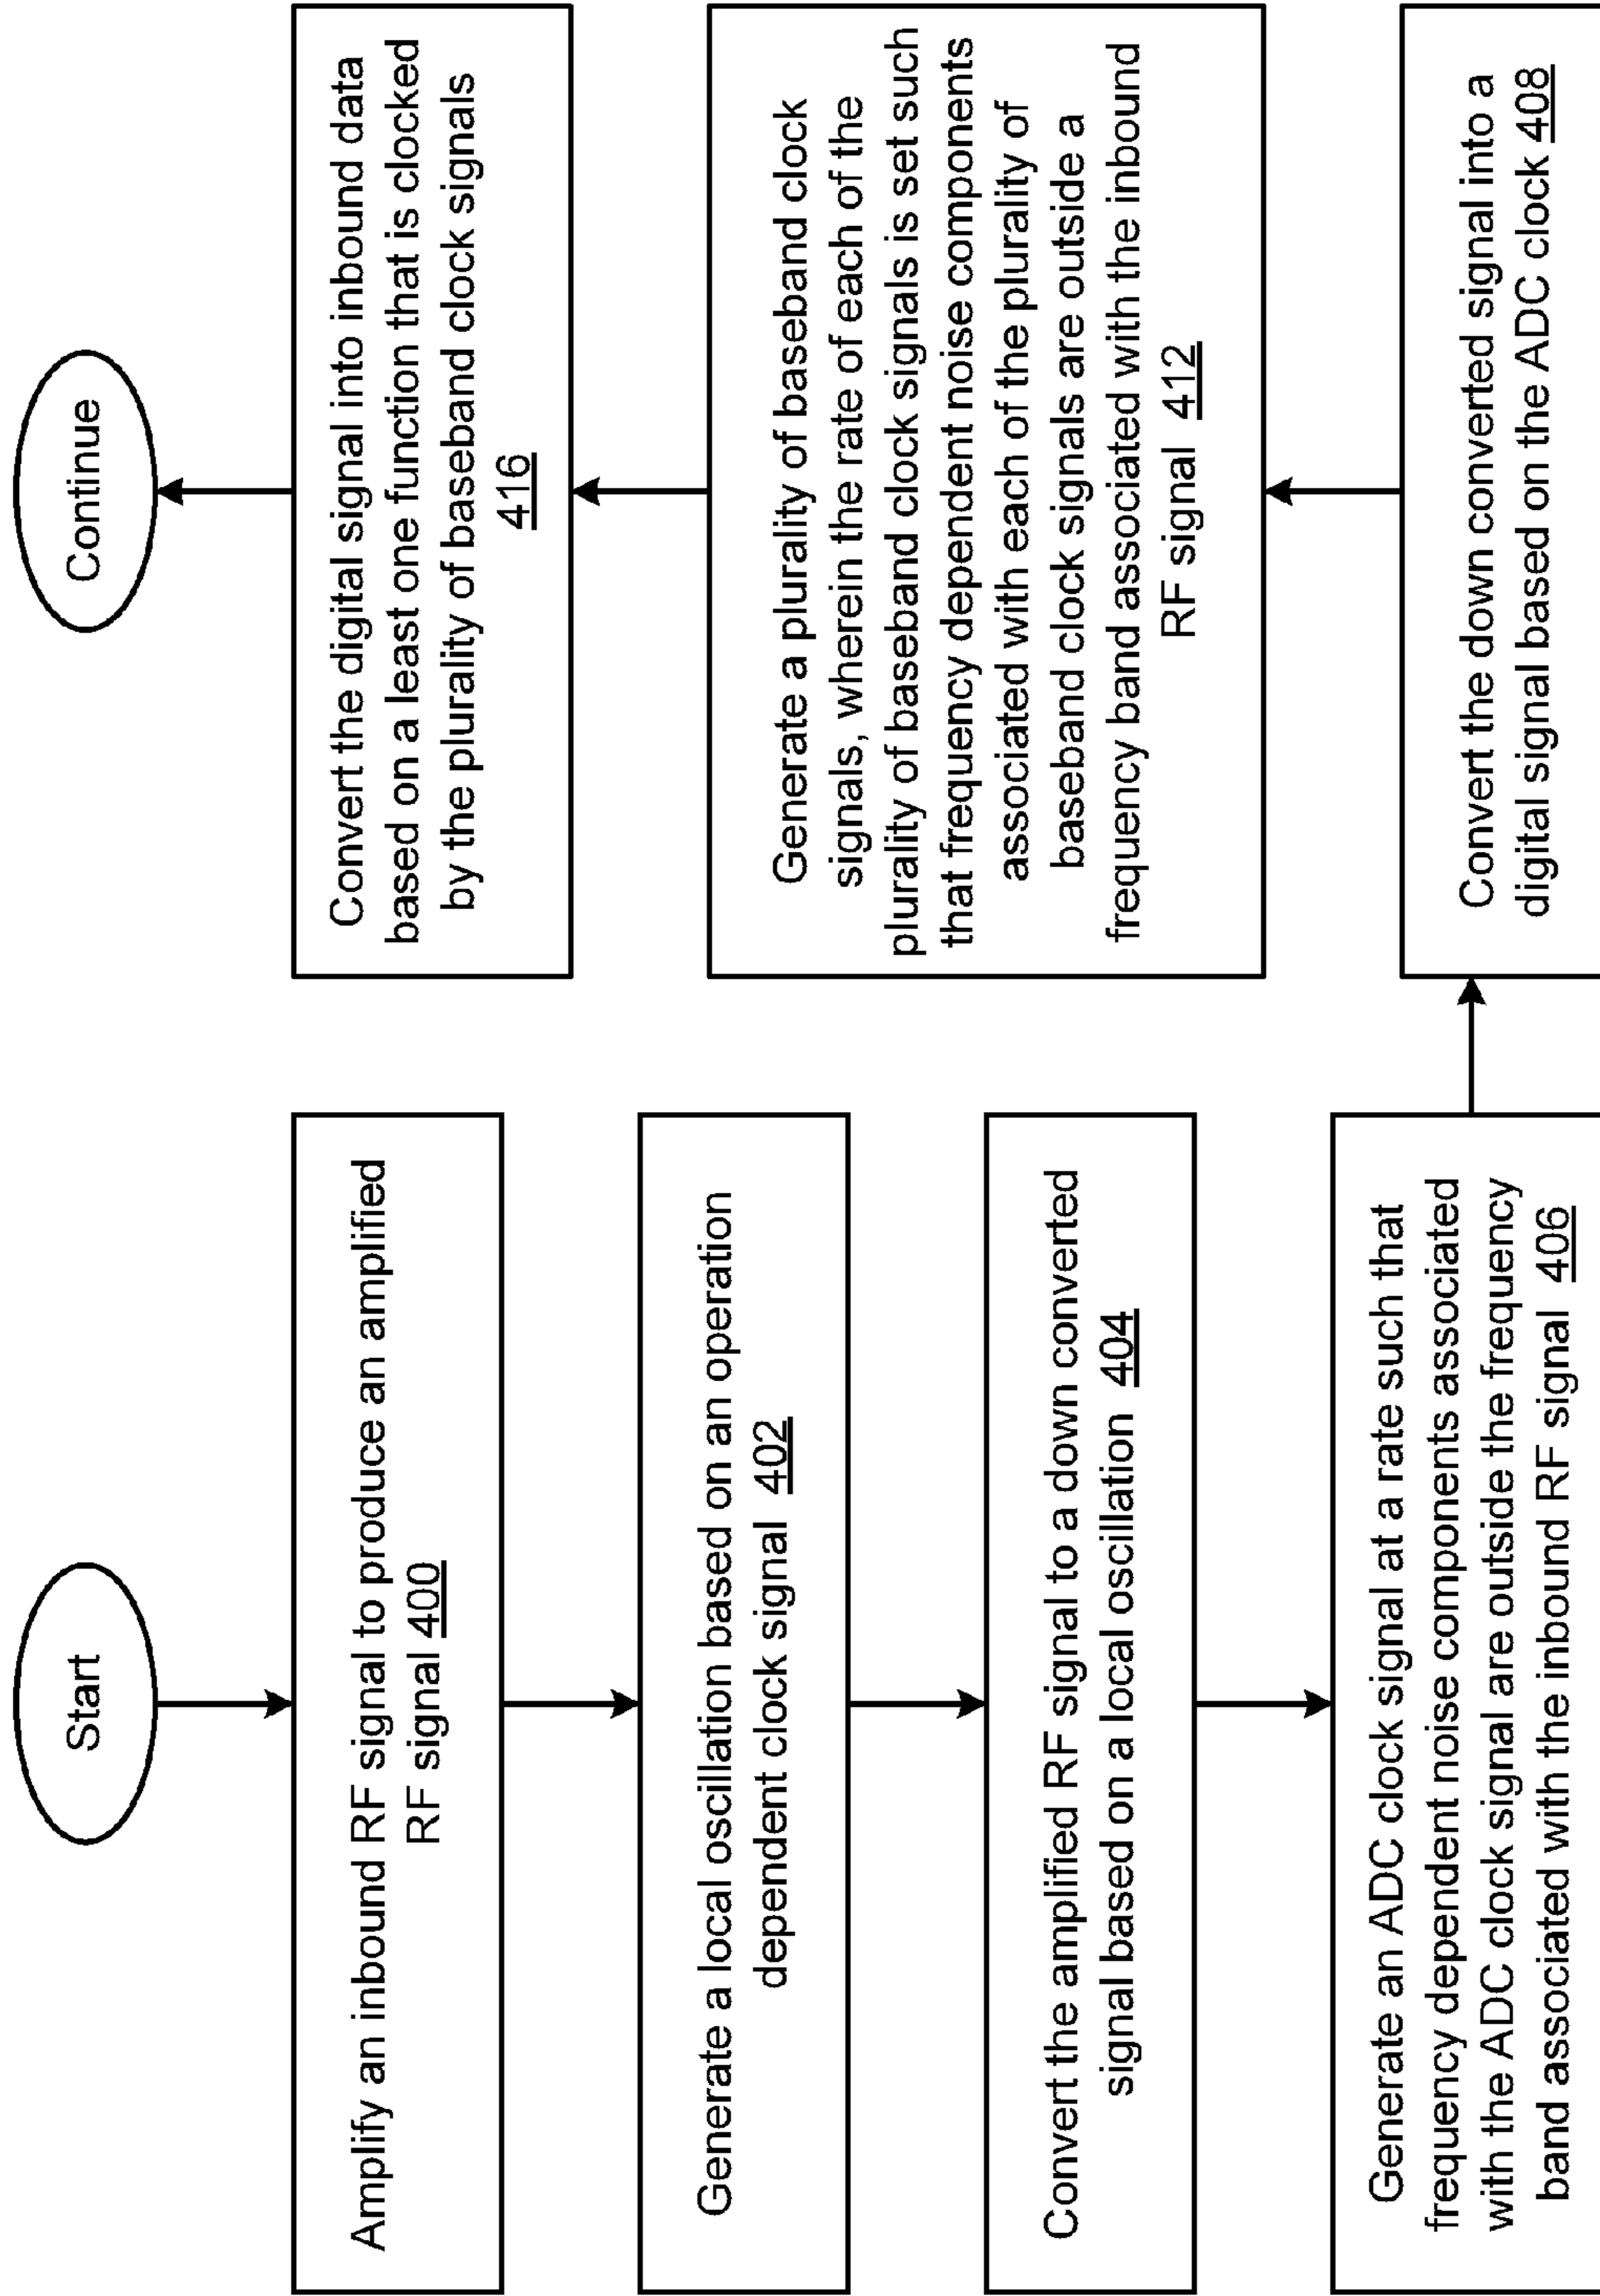 Start
Amplify an inbound RF signal to produce an amplified
RF signal 400
Generate a local oscillation based on an operation
dependent clock signal 402
Convert the amplified RF signal to a down converted
signal based on a local oscillation 404
Generate an ADC clock signal at a rate such that
frequency dependent noise components associated
with the ADC clock signal are outside the frequency
band associated with the inbound RF signal 406
Convert the down converted signal into a
digital signal based on the ADC clock 408
Generate a plurality of baseband clock
signals, wherein the rate of each of the
plurality of baseband clock signals is set such
that frequency dependent noise components
associated with each of the plurality of
baseband clock signals are outside a
frequency band associated with the inbound
RF signal 412
Convert the digital signal into inbound data
based on a least one function that is clocked
by the plurality of baseband clock signals
416
Continue